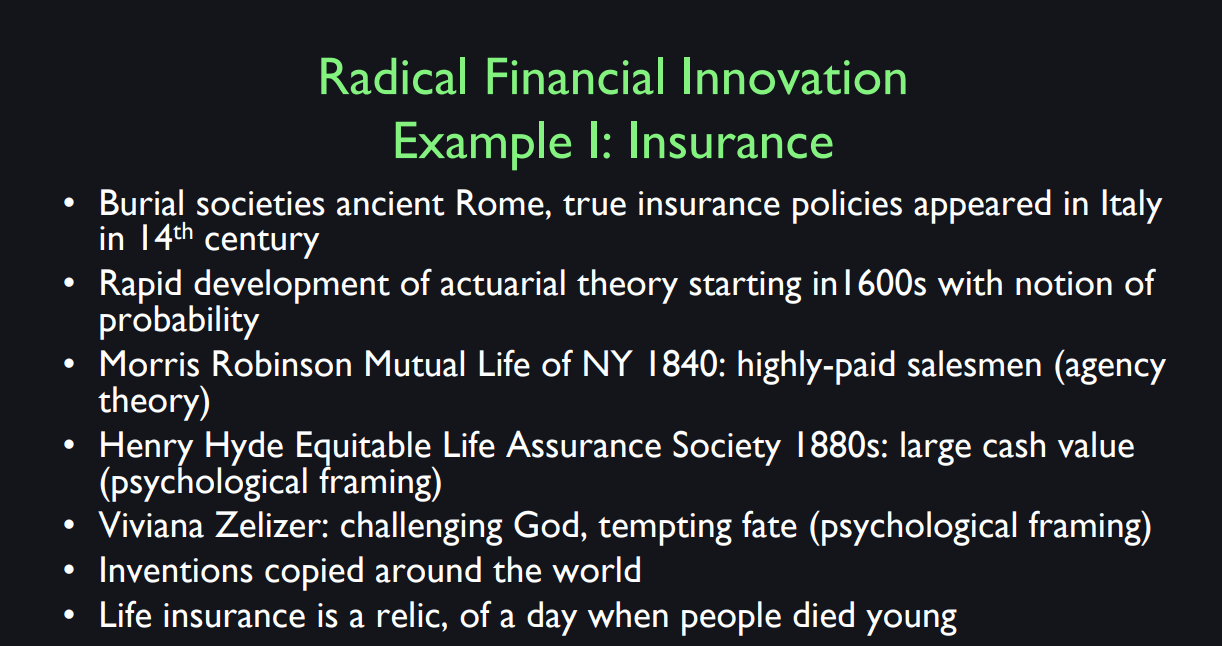 Radical Financial Innovation
Example I: Insurance
• Burial societies ancient Rome, true insurance policies appeared in Italy
in 14th century
• Rapid development of actuarial theory starting in1600s with notion of
probability
• Morris Robinson Mutual Life of NY 1840: highly-paid salesmen (agency
theory)
• Henry Hyde Equitable Life Assurance Society 1880s: large cash value
(psychological framing)
• Viviana Zelizer: challenging God, tempting fate (psychological framing)
• Inventions copied around the world
• Life insurance is a relic, of a day when people died young